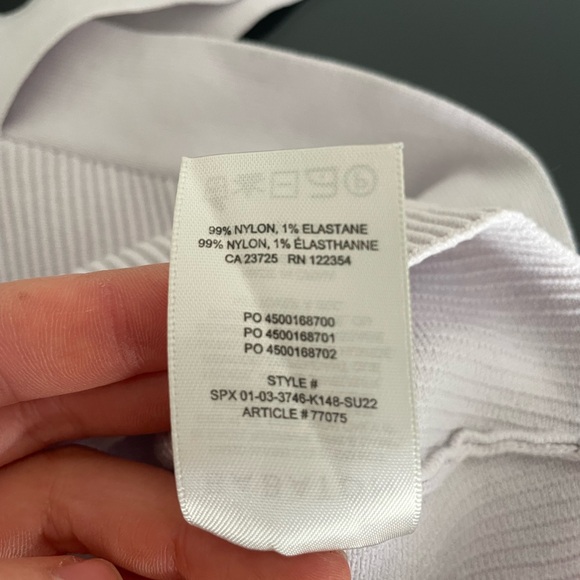 99% NYLON, 1% ELASTANE
99% NYLON, 1% ÉLASTHANNE
CA 23725 RN 122354
PO 4500168700
PO 4500168701
PO 4500168702
STYLE #
SPX 01-03-3746-K148-SU22
ARTICLE # 77075